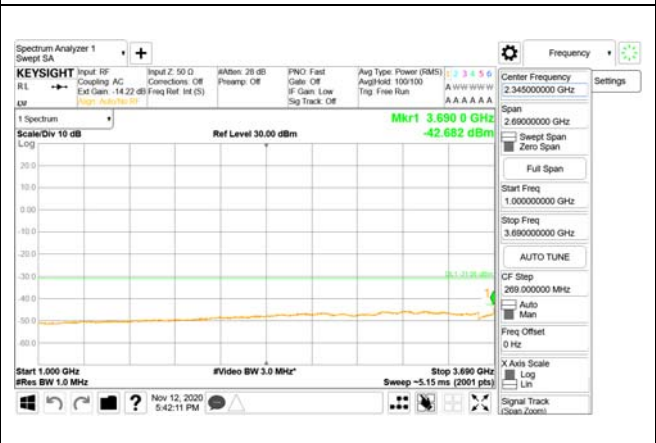 Spectrum Analyzer 1
Swept SA
Frequency
KEYSIGHT
RL
Input: RF
Coupling: AC
Ext Gain: -14.22 dB
Align: Auto/No RF
Input Z: 50 Ω
Corrections: Off
Freq Ref: Int (S)
#Atten: 28 dB
Preamp: Off
PNO: Fast
Gate: Off
IF Gain: Low
Sig Track: Off
Avg Type: Power (RMS)
Avg|Hold: 100/100
Trig: Free Run
1 2 3 4 5 6
A W W W W W
A A A A A A
1 Spectrum
Scale/Div 10 dB
Ref Level 30.00 dBm
Mkr1 3.690 0 GHz
-42.682 dBm
Log
20.0
10.0
0.00
-10.0
-20.0
-30.0
-40.0
-50.0
-60.0
1
Start 1.000 GHz
#Res BW 1.0 MHz
#Video BW 3.0 MHz*
Stop 3.690 GHz
Sweep ~5.15 ms (2001 pts)
Nov 12, 2020
5:42:11 PM
Center Frequency
2.345000000 GHz
Settings
Span
2.69000000 GHz
Swept Span
Zero Span
Full Span
Start Freq
1.000000000 GHz
Stop Freq
3.690000000 GHz
AUTO TUNE
CF Step
269.000000 MHz
Auto
Man
Freq Offset
0 Hz
X Axis Scale
Log
Lin
Signal Track
(Span Zoom)